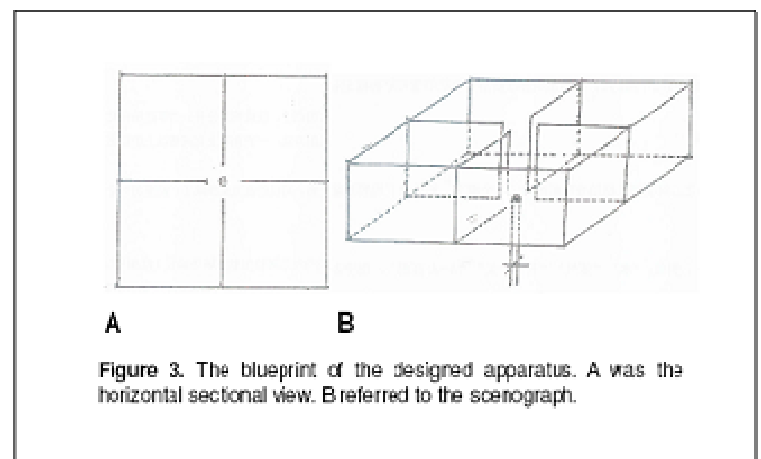 A B
Figure 3. The blueprint of the designed apparatus. A was the
horizontal sectional view. B referred to the scenograph.